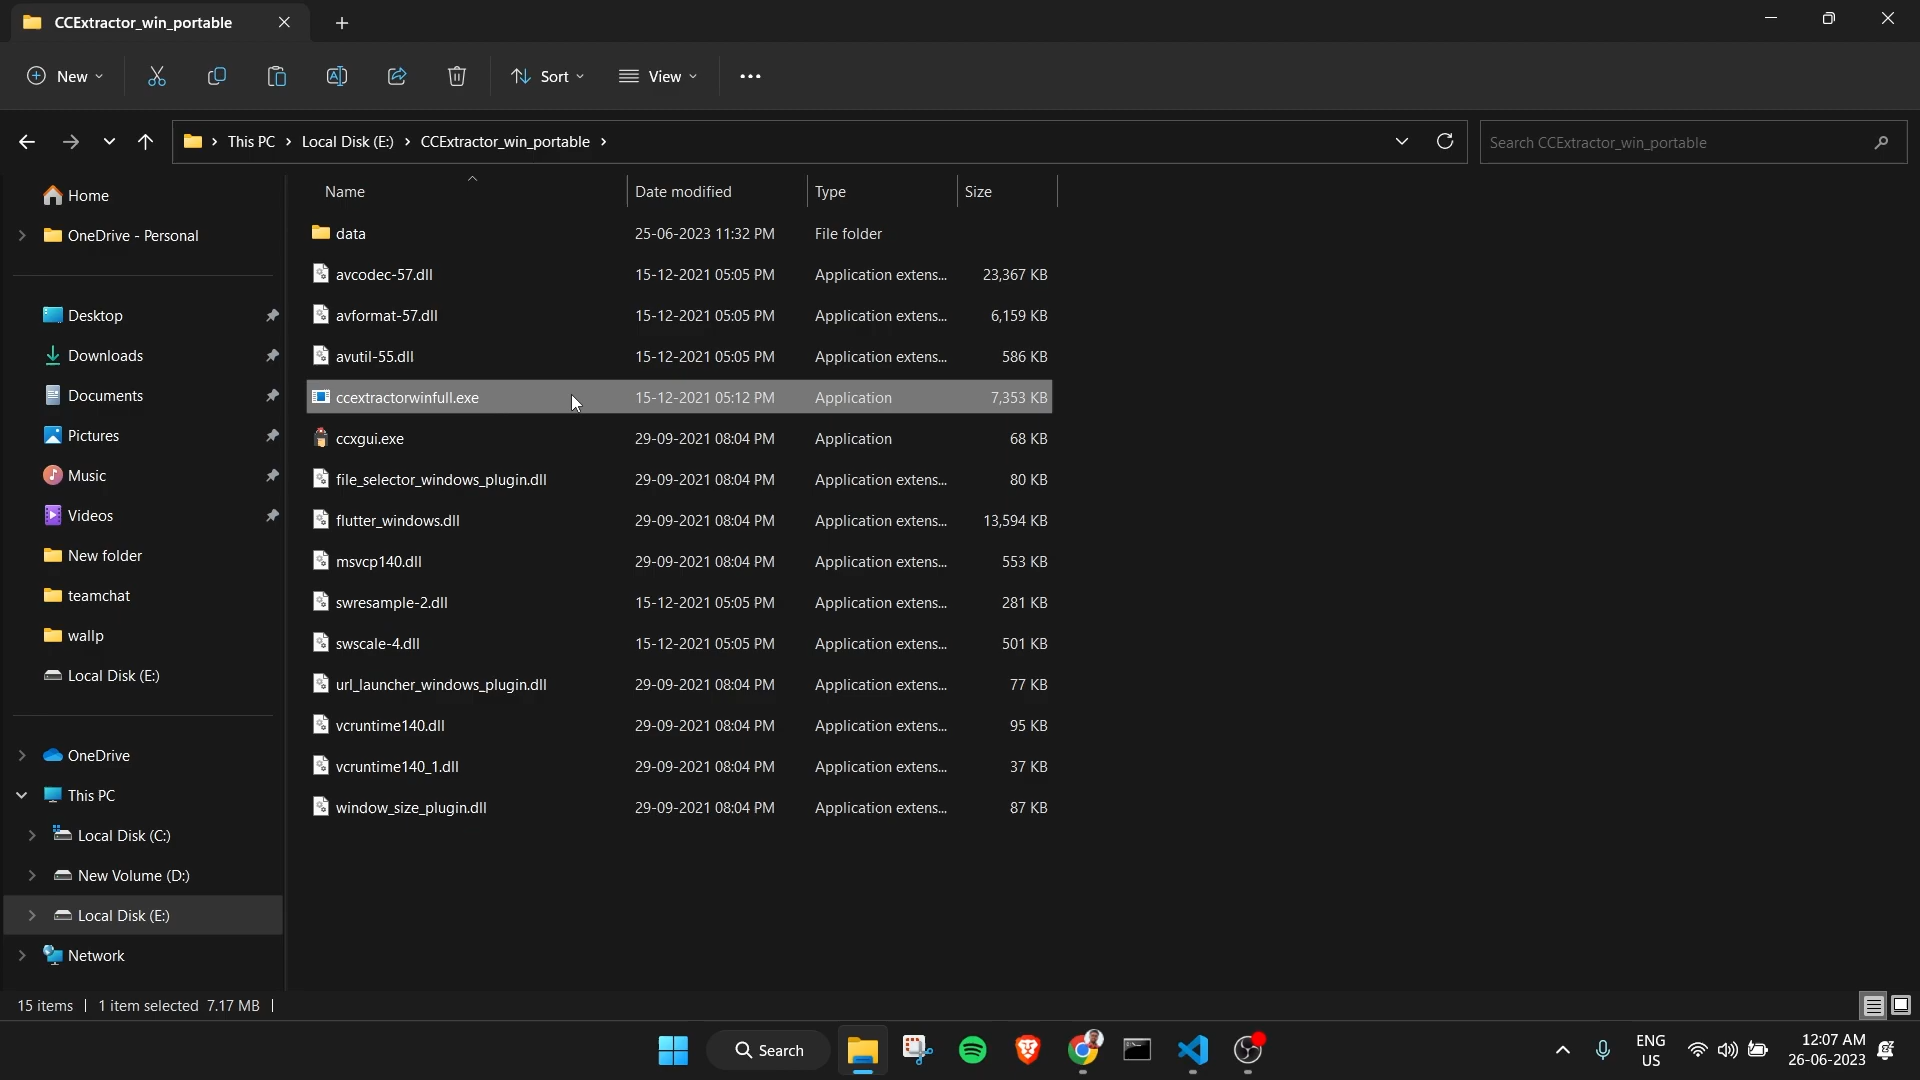 CCExtractor_win_portable
New
Sort
View
This PC > Local Disk (E:) > CCExtractor_win_portable >
Search CCExtractor_win_portable
Home
OneDrive - Personal
Desktop
Downloads
Documents
Pictures
Music
Videos
New folder
teamchat
wallp
Local Disk (E:)
OneDrive
This PC
Local Disk (C:)
New Volume (D:)
Local Disk (E:)
Network
Name Date modified Type Size
data 25-06-2023 11:32 PM File folder
avcodec-57.dll 15-12-2021 05:05 PM Application extens... 23,367 KB
avformat-57.dll 15-12-2021 05:05 PM Application extens... 6,159 KB
avutil-55.dll 15-12-2021 05:05 PM Application extens... 586 KB
ccextractorwinfull.exe 15-12-2021 05:12 PM Application 7,353 KB
ccxgui.exe 29-09-2021 08:04 PM Application 68 KB
file_selector_windows_plugin.dll 29-09-2021 08:04 PM Application extens... 80 KB
flutter_windows.dll 29-09-2021 08:04 PM Application extens... 13,594 KB
msvcp140.dll 29-09-2021 08:04 PM Application extens... 553 KB
swresample-2.dll 15-12-2021 05:05 PM Application extens... 281 KB
swscale-4.dll 15-12-2021 05:05 PM Application extens... 501 KB
url_launcher_windows_plugin.dll 29-09-2021 08:04 PM Application extens... 77 KB
vcruntime140.dll 29-09-2021 08:04 PM Application extens... 95 KB
vcruntime140_1.dll 29-09-2021 08:04 PM Application extens... 37 KB
window_size_plugin.dll 29-09-2021 08:04 PM Application extens... 87 KB
15 items | 1 item selected 7.17 MB |
Search
ENG
US
12:07 AM
26-06-2023